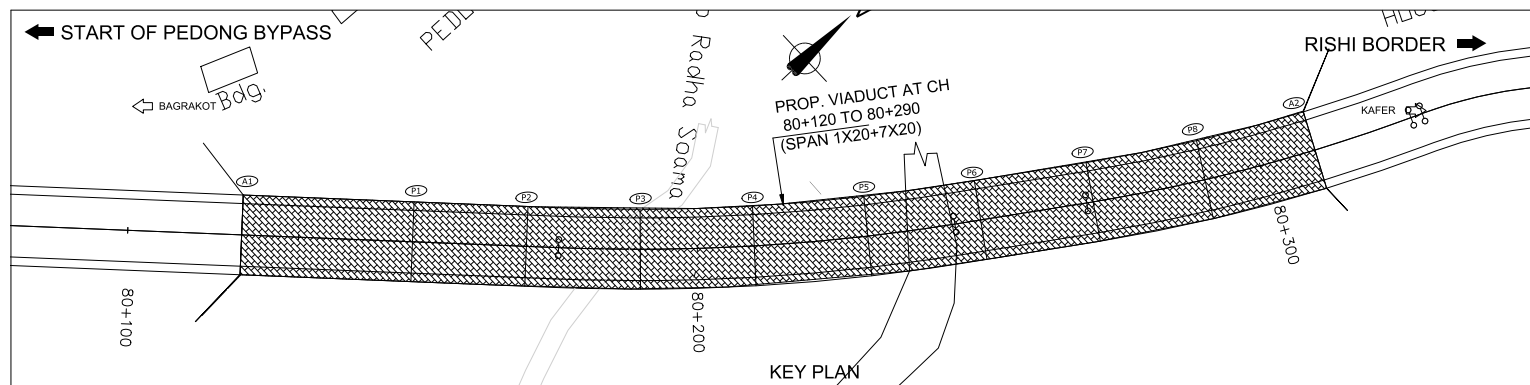 START OF PEDONG BYPASS
BAGRAKOT
Bdg.
Radha Soama
PROP. VIADUCT AT CH
80+120 TO 80+290
(SPAN 1X20+7X20)
RISHI BORDER
KAFER
A1
P1
P2
P3
P4
P5
P6
P7
P8
A2
80+100
80+200
80+300
KEY PLAN